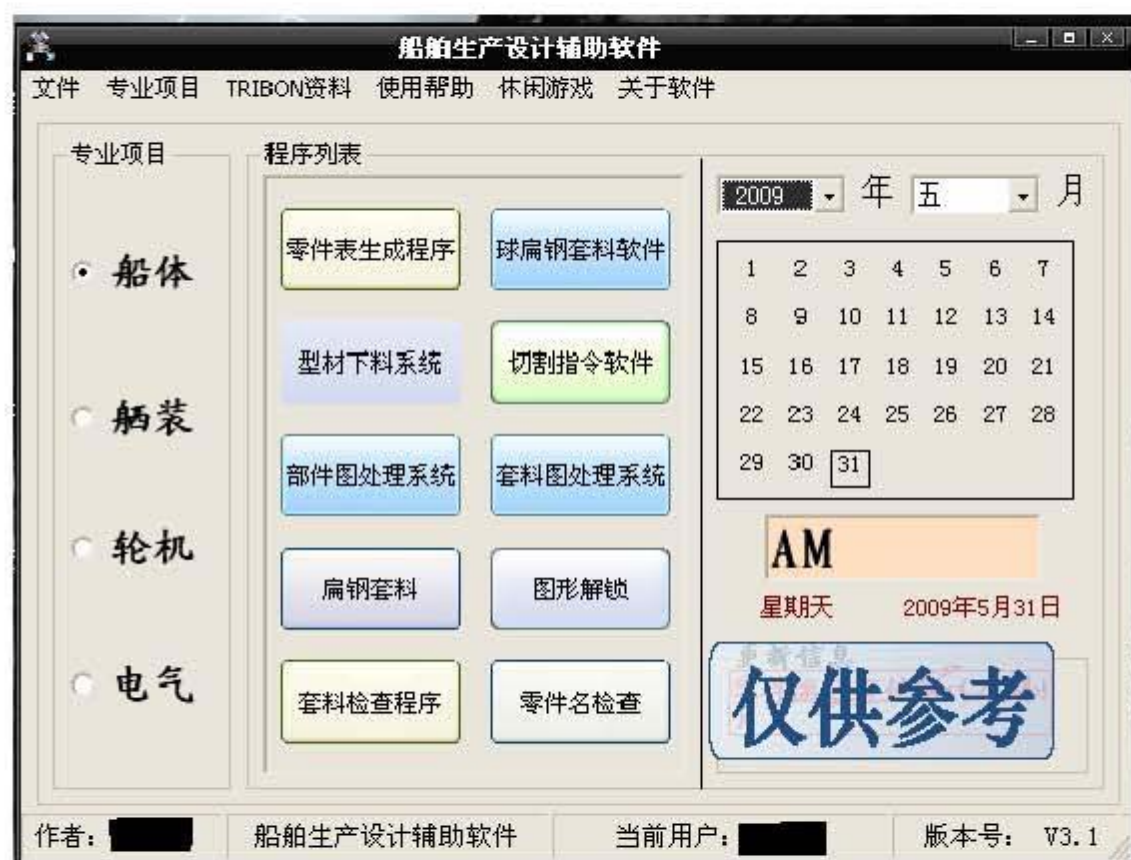 船舶生产设计辅助软件
文件 专业项目 TRIBON资料 使用帮助 休闲游戏 关于软件
专业项目
船体
舾装
轮机
电气
程序列表
零件表生成程序 球扁钢套料软件
型材下料系统 切割指令软件
部件图处理系统 套料图处理系统
扁钢套料 图形解锁
套料检查程序 零件名检查
2009 年 五 月
1 2 3 4 5 6 7
8 9 10 11 12 13 14
15 16 17 18 19 20 21
22 23 24 25 26 27 28
29 30 31
AM
星期天 2009年5月31日
更新信息
仅供参考
作者: 船舶生产设计辅助软件 当前用户: 版本号: V3.1